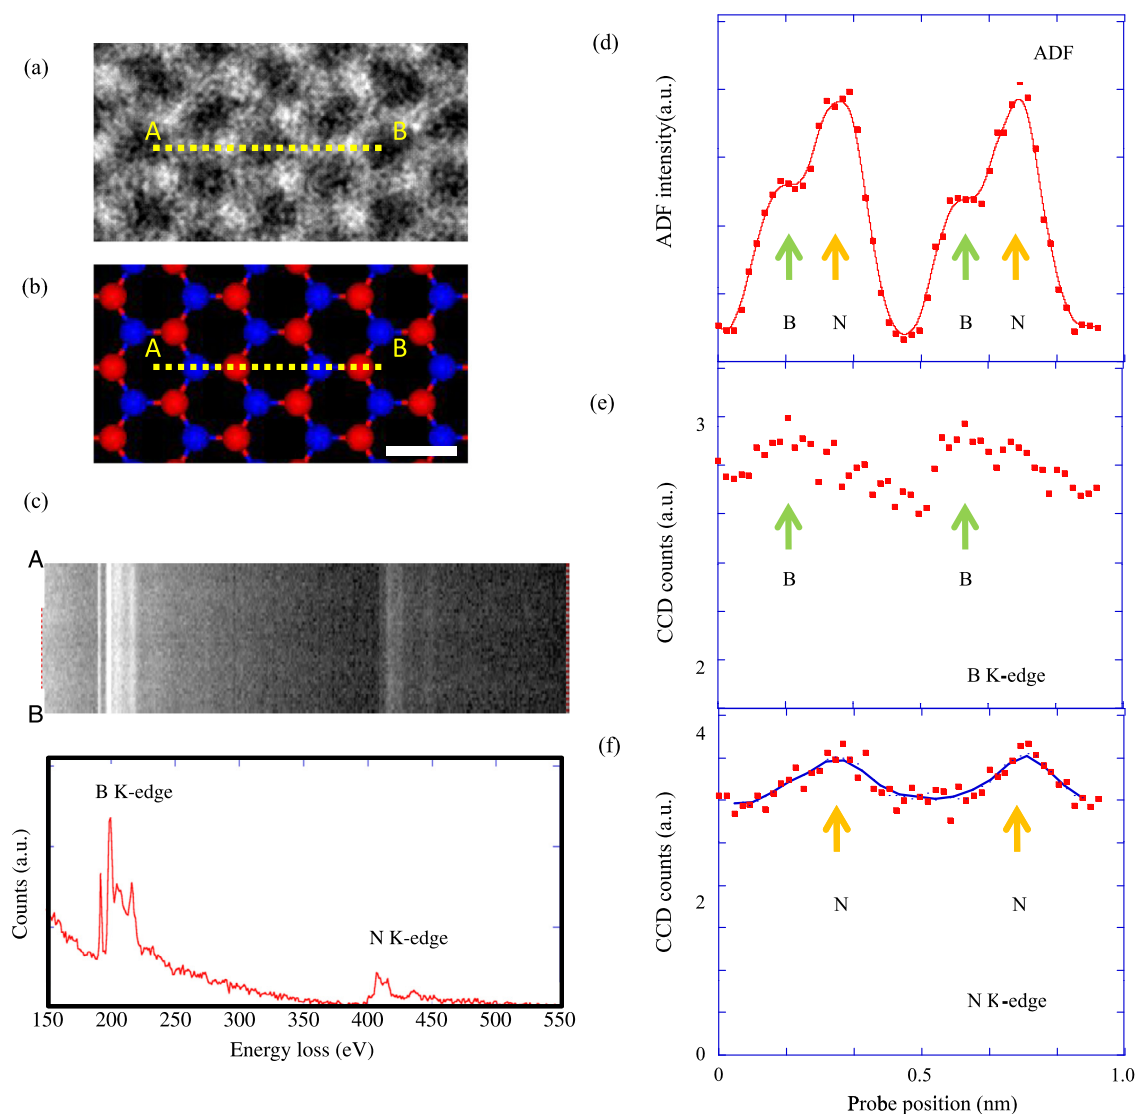 (a)
A
B
(b)
A
B
(c)
A
B
B K-edge
N K-edge
Counts (a.u.)
150 200 250 300 350 400 450 500 550
Energy loss (eV)
(d)
ADF
ADF intensity(a.u.)
B N B N
(e)
3
CCD counts (a.u.)
B B
2
B K-edge
(f)
4
CCD counts (a.u.)
2
N N
N K-edge
0
0 0.5 1.0
Probe position (nm)